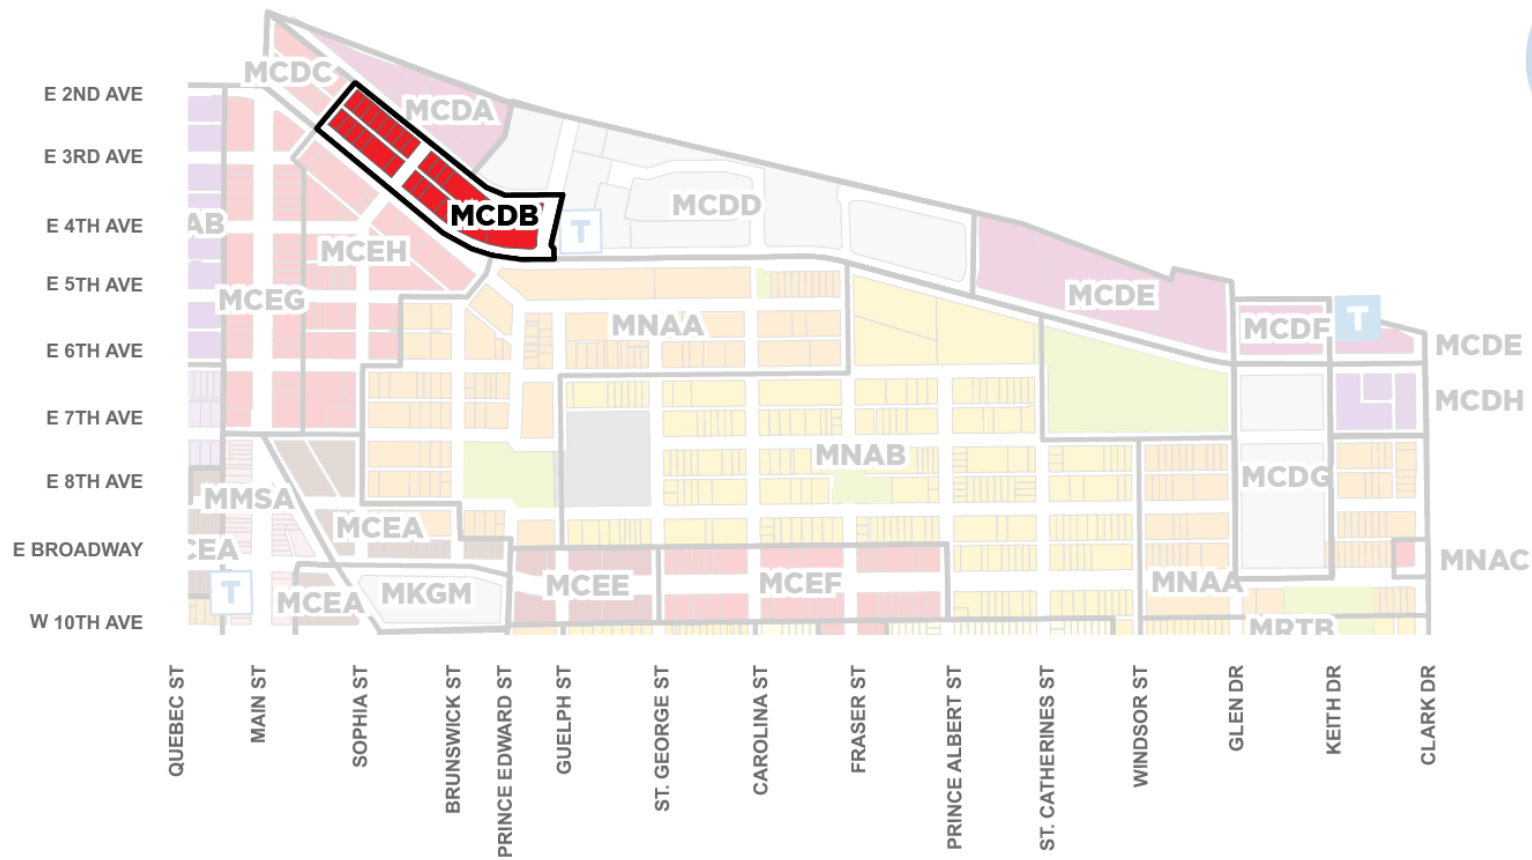 E 2ND AVE
E 3RD AVE
E 4TH AVE
E 5TH AVE
E 6TH AVE
E 7TH AVE
E 8TH AVE
E BROADWAY
W 10TH AVE
MCDC
MCDA
MCDB
T
MCDD
AB
MCEH
MCEG
MNAA
MCDE
MCDF
T
MCDE
MCDH
MNAB
MCDG
MMSA
MCEA
CEA
MNAC
T
MCEA
MKGM
MCEE
MCEF
MNAA
MRTB
QUEBEC ST
MAIN ST
SOPHIA ST
BRUNSWICK ST
PRINCE EDWARD ST
GUELPH ST
ST. GEORGE ST
CAROLINA ST
FRASER ST
PRINCE ALBERT ST
ST. CATHERINES ST
WINDSOR ST
GLEN DR
KEITH DR
CLARK DR